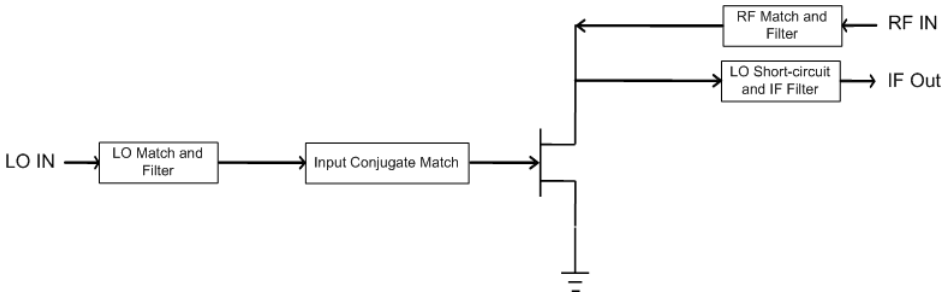 RF Match and
Filter
RF IN
LO Short-circuit
and IF Filter
IF Out
LO IN
LO Match and
Filter
Input Conjugate Match